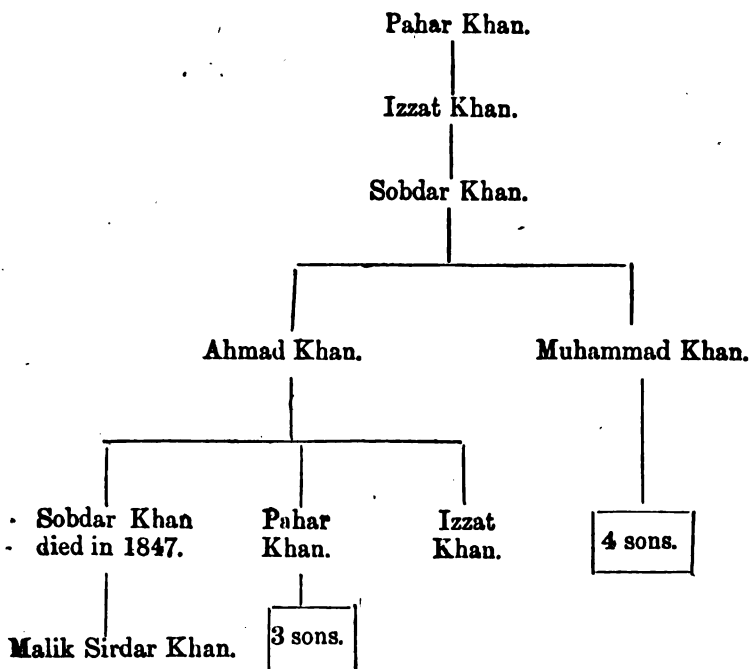 Pahar Khan.
Izzat Khan.
Sobdar Khan.
Ahmad Khan.
Muhammad Khan.
Sobdar Khan
died in 1847.
Pahar
Khan.
Izzat
Khan.
4 sons.
Malik Sirdar Khan.
3 sons.